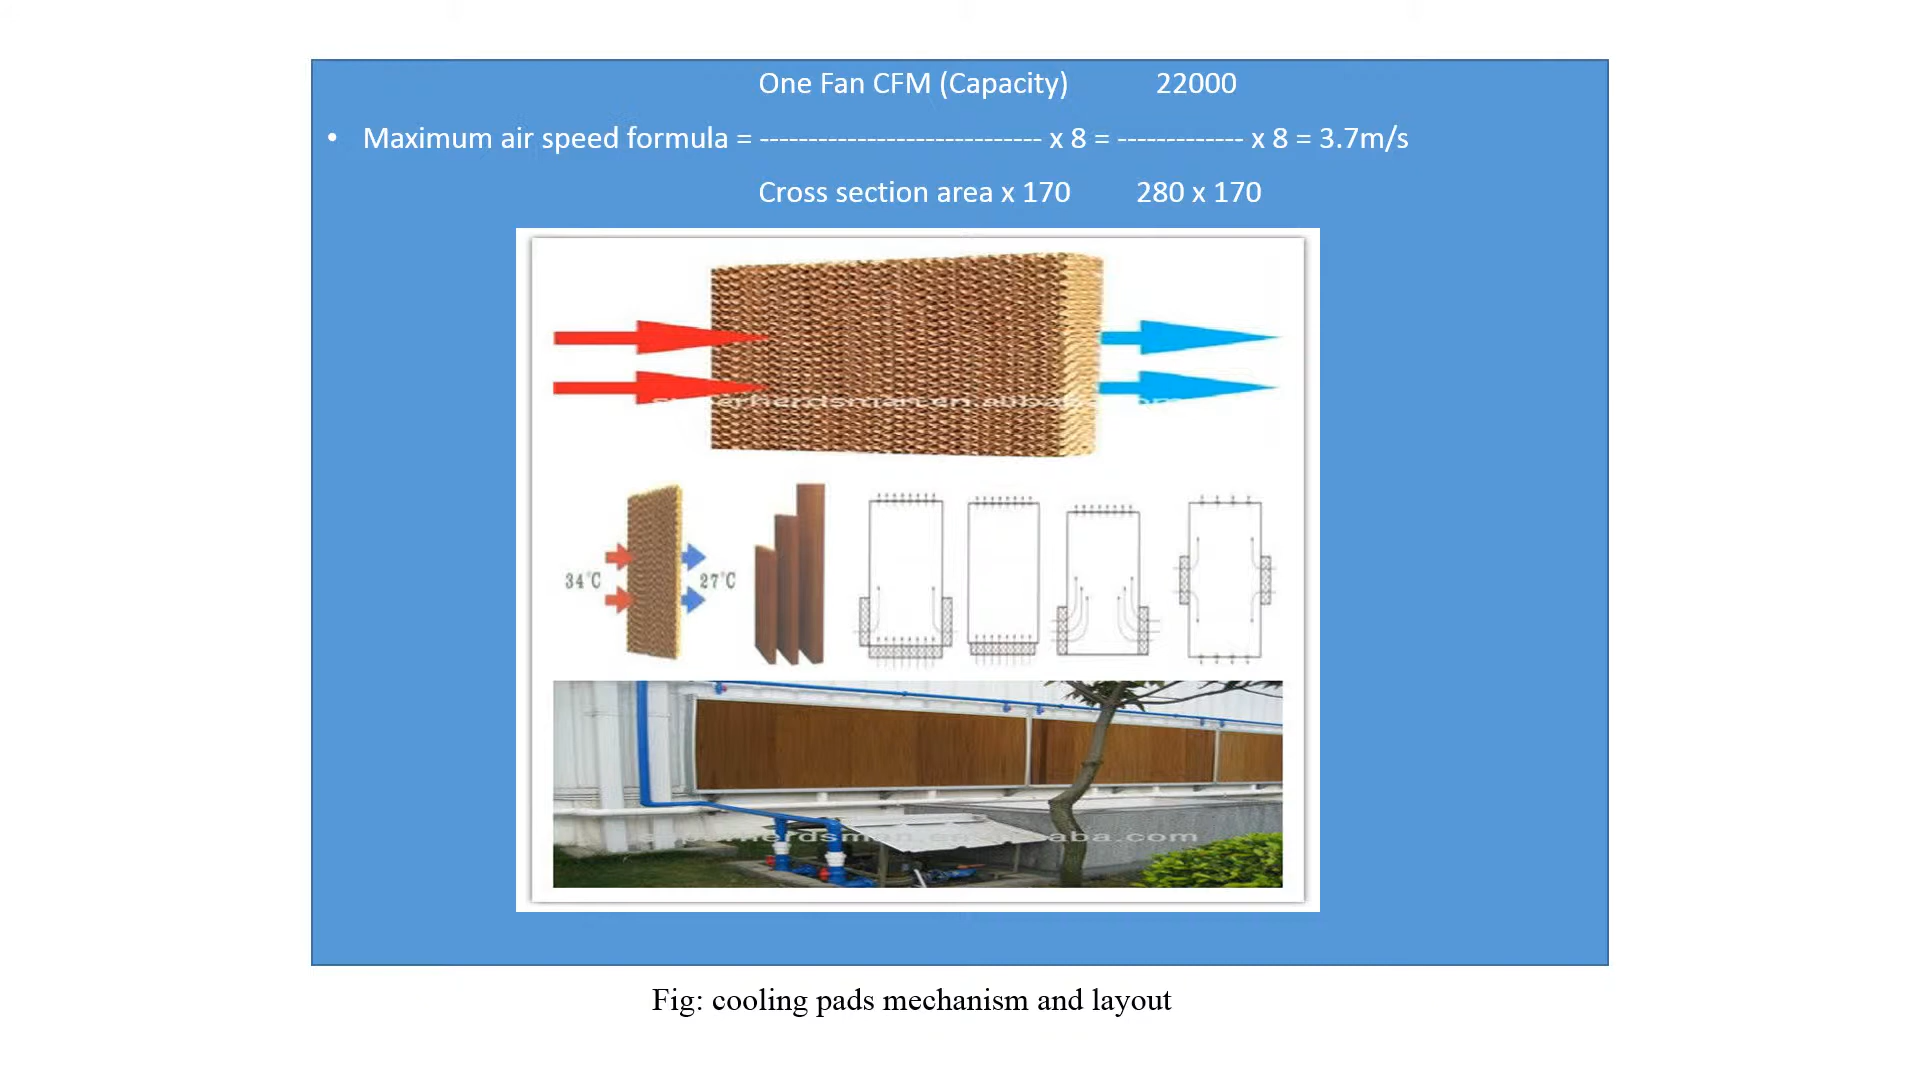 One Fan CFM (Capacity) 22000
• Maximum air speed formula = ----------------------------- x 8 = ------------- x 8 = 3.7m/s
Cross section area x 170 280 x 170
34°C 27°C
Fig: cooling pads mechanism and layout